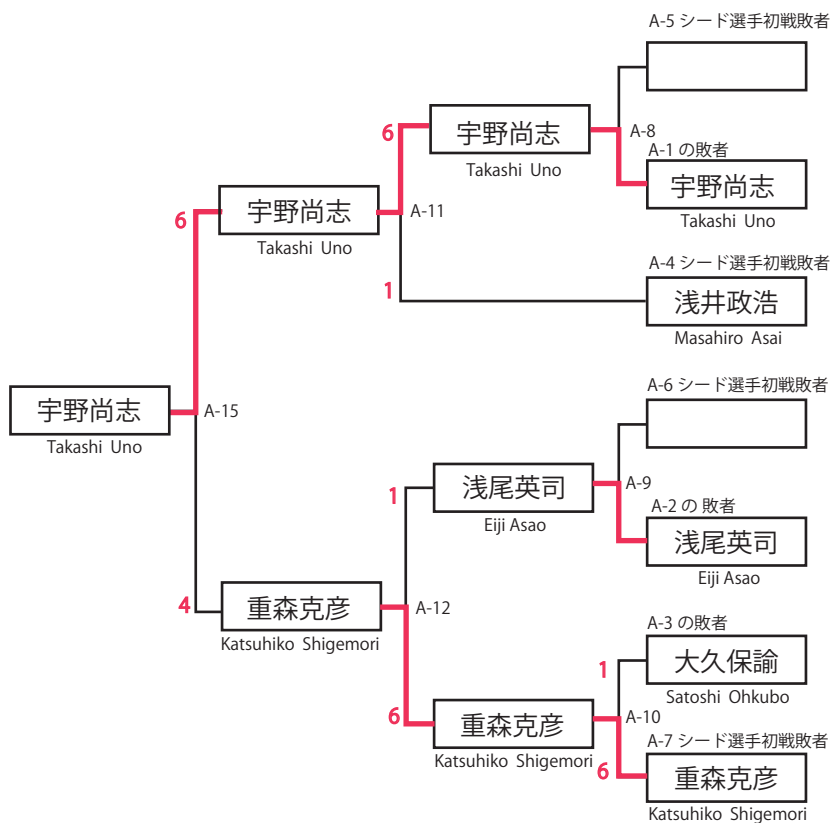 A-5 シード選手初戦敗者
6
宇野尚志
Takashi Uno
A-8
A-1 の敗者
宇野尚志
Takashi Uno
6
宇野尚志
Takashi Uno
A-11
A-4 シード選手初戦敗者
1
浅井政浩
Masahiro Asai
宇野尚志
Takashi Uno
A-15
A-6 シード選手初戦敗者
1
浅尾英司
Eiji Asao
A-9
A-2 の 敗者
浅尾英司
Eiji Asao
4
重森克彦
Katsuhiko Shigemori
A-12
A-3 の敗者
1
大久保諭
Satoshi Ohkubo
6
重森克彦
Katsuhiko Shigemori
A-10
A-7 シード選手初戦敗者
6
重森克彦
Katsuhiko Shigemori